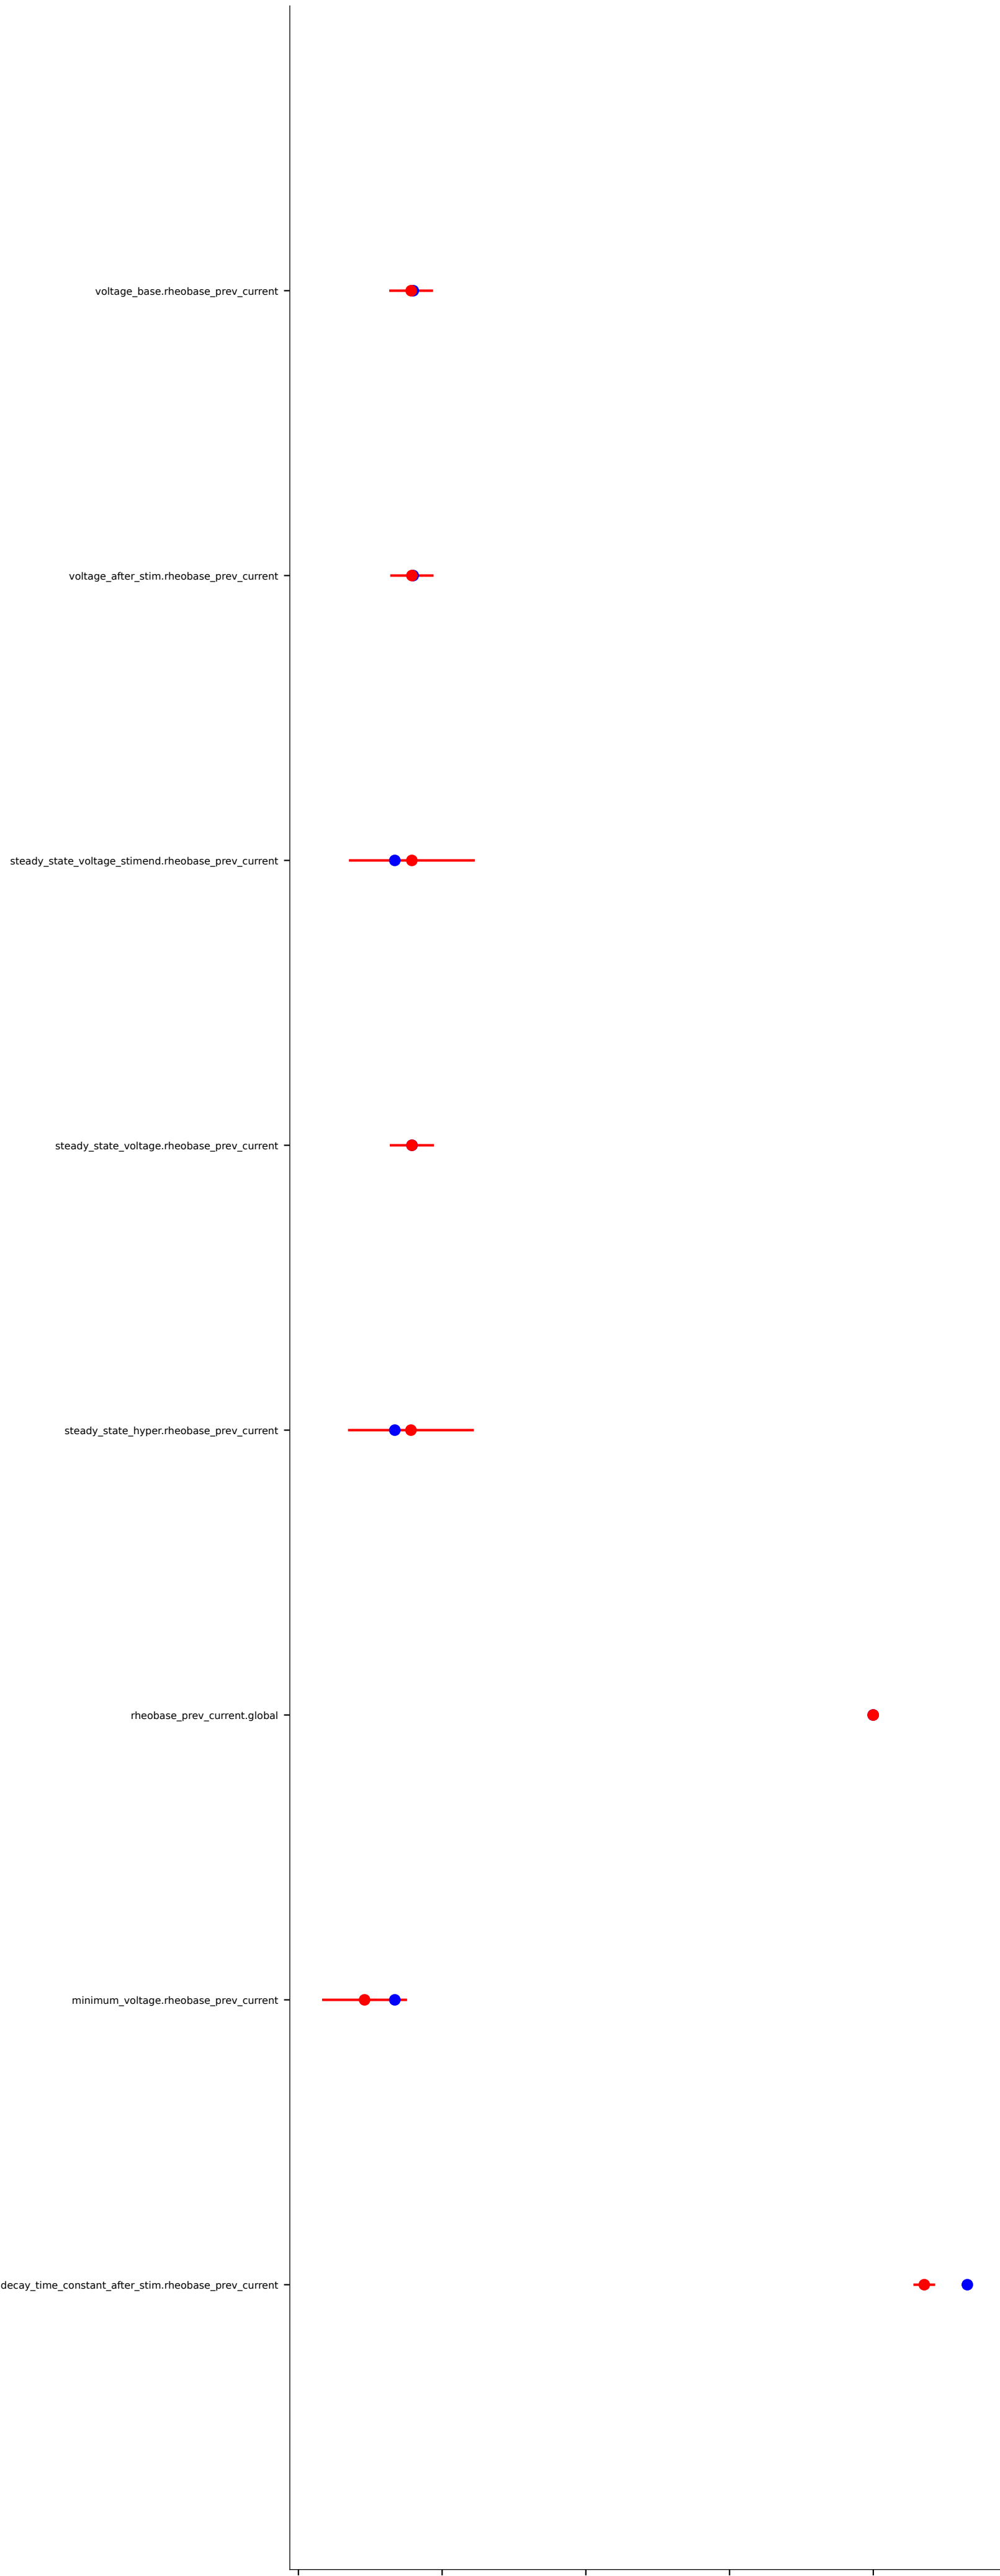 voltage_base.rheobase_prev_current
voltage_after_stim.rheobase_prev_current
steady_state_voltage_stimend.rheobase_prev_current
steady_state_voltage.rheobase_prev_current
steady_state_hyper.rheobase_prev_current
rheobase_prev_current.global
minimum_voltage.rheobase_prev_current
decay_time_constant_after_stim.rheobase_prev_current